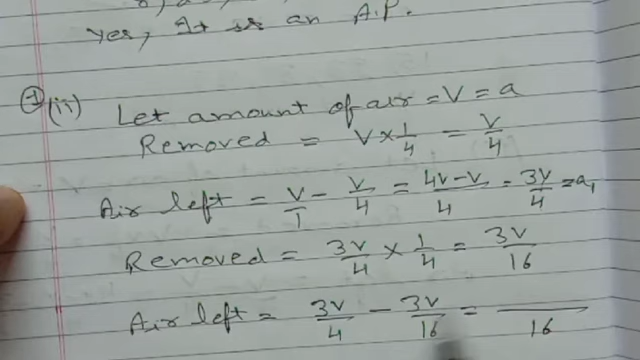 Yes, It is an A.P.
① (ii) Let amount of air = V = a
Removed = V × 1/4 = V/4
Air left = V/1 - V/4 = 4V-V/4 = 3V/4 = a₁
Removed = 3V/4 × 1/4 = 3V/16
Air left = 3V/4 - 3V/16 = /16